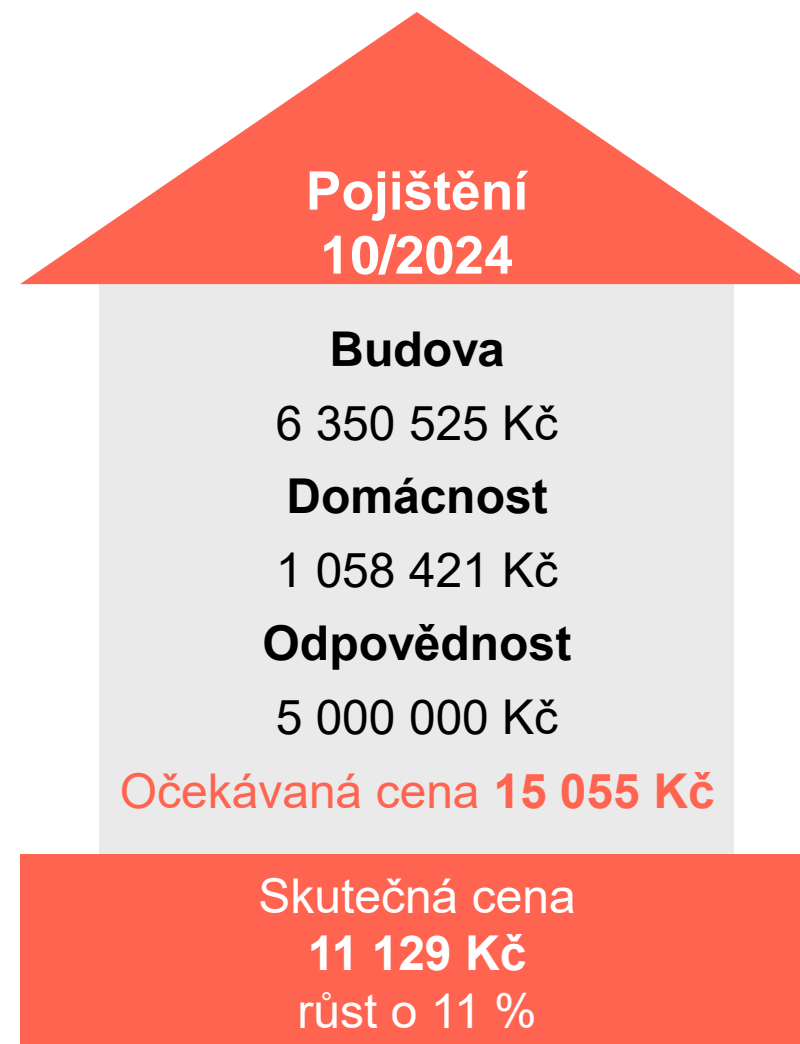 Pojištění
10/2024
Budova
6 350 525 Kč
Domácnost
1 058 421 Kč
Odpovědnost
5 000 000 Kč
Očekávaná cena 15 055 Kč
Skutečná cena
11 129 Kč
růst o 11 %